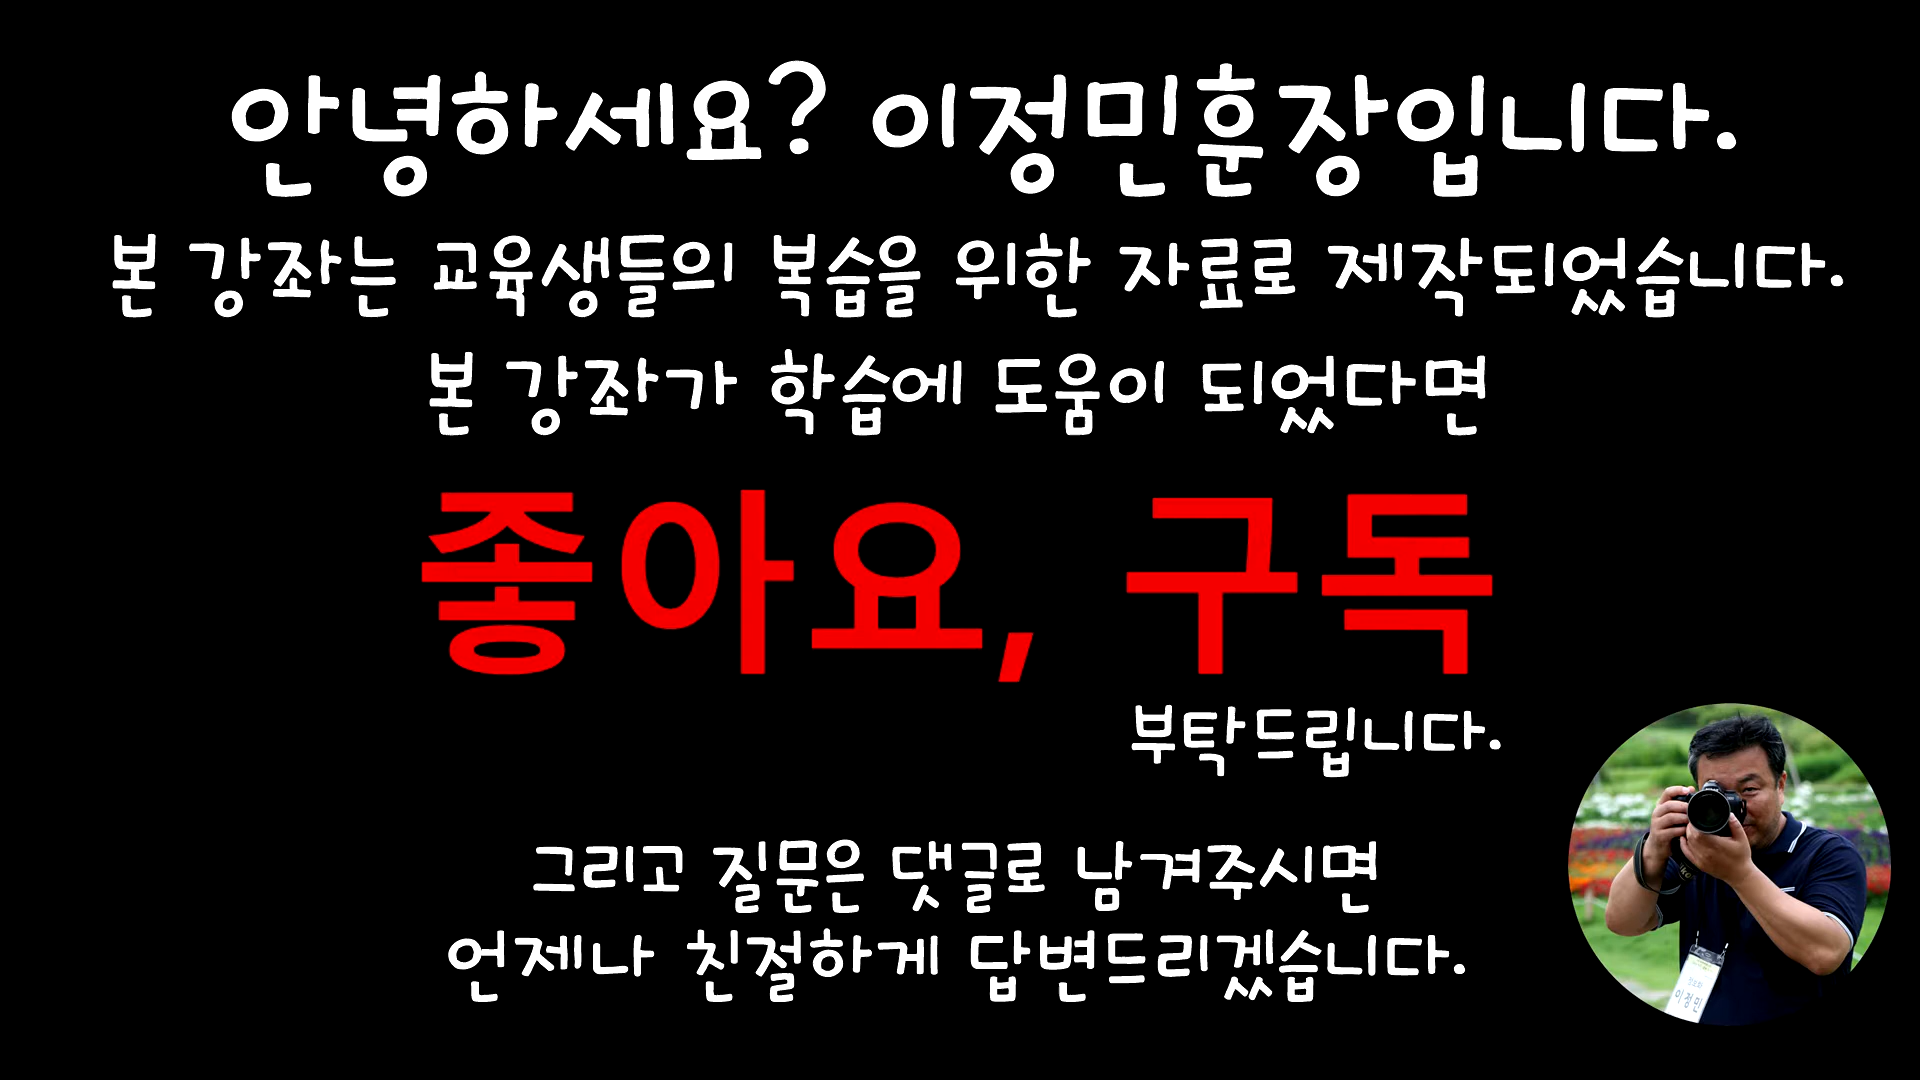 안녕하세요? 이정민훈장입니다.
본 강좌는 교육생들의 복습을 위한 자료로 제작되었습니다.
본 강좌가 학습에 도움이 되었다면
좋아요, 구독
부탁드립니다.
그리고 질문은 댓글로 남겨주시면
언제나 친절하게 답변드리겠습니다.
이정민